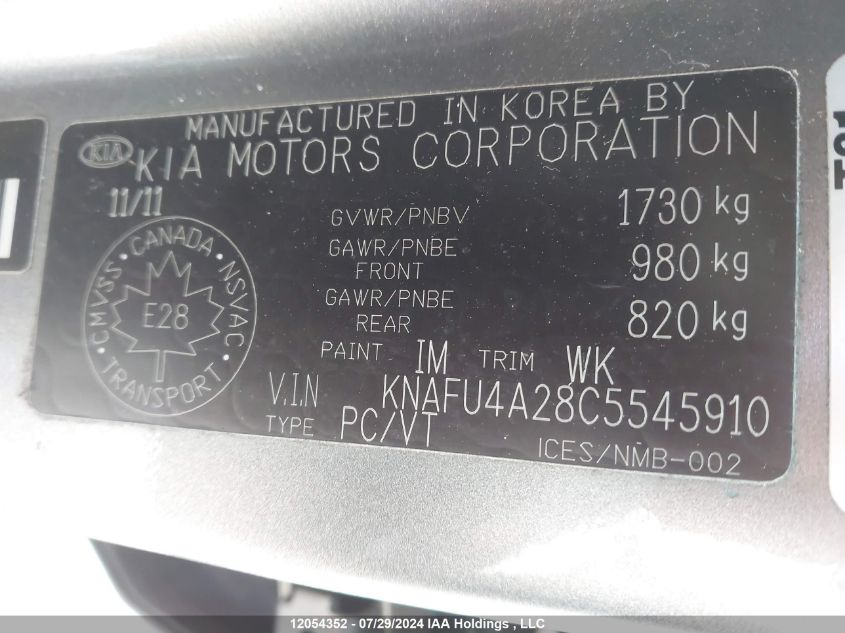 MANUFACTURED IN KOREA BY
KIA KIA MOTORS CORPORATION
11/11
GVWR/PNBV 1730 kg
GAWR/PNBE FRONT 980 kg
GAWR/PNBE REAR 820 kg
CANADA
CMVSS NSVAC
E28
TRANSPORT
PAINT IM TRIM WK
V.I.N KNAFU4A28C5545910
TYPE PC/VT
ICES/NMB-002
12054352 - 07/29/2024 IAA Holdings , LLC